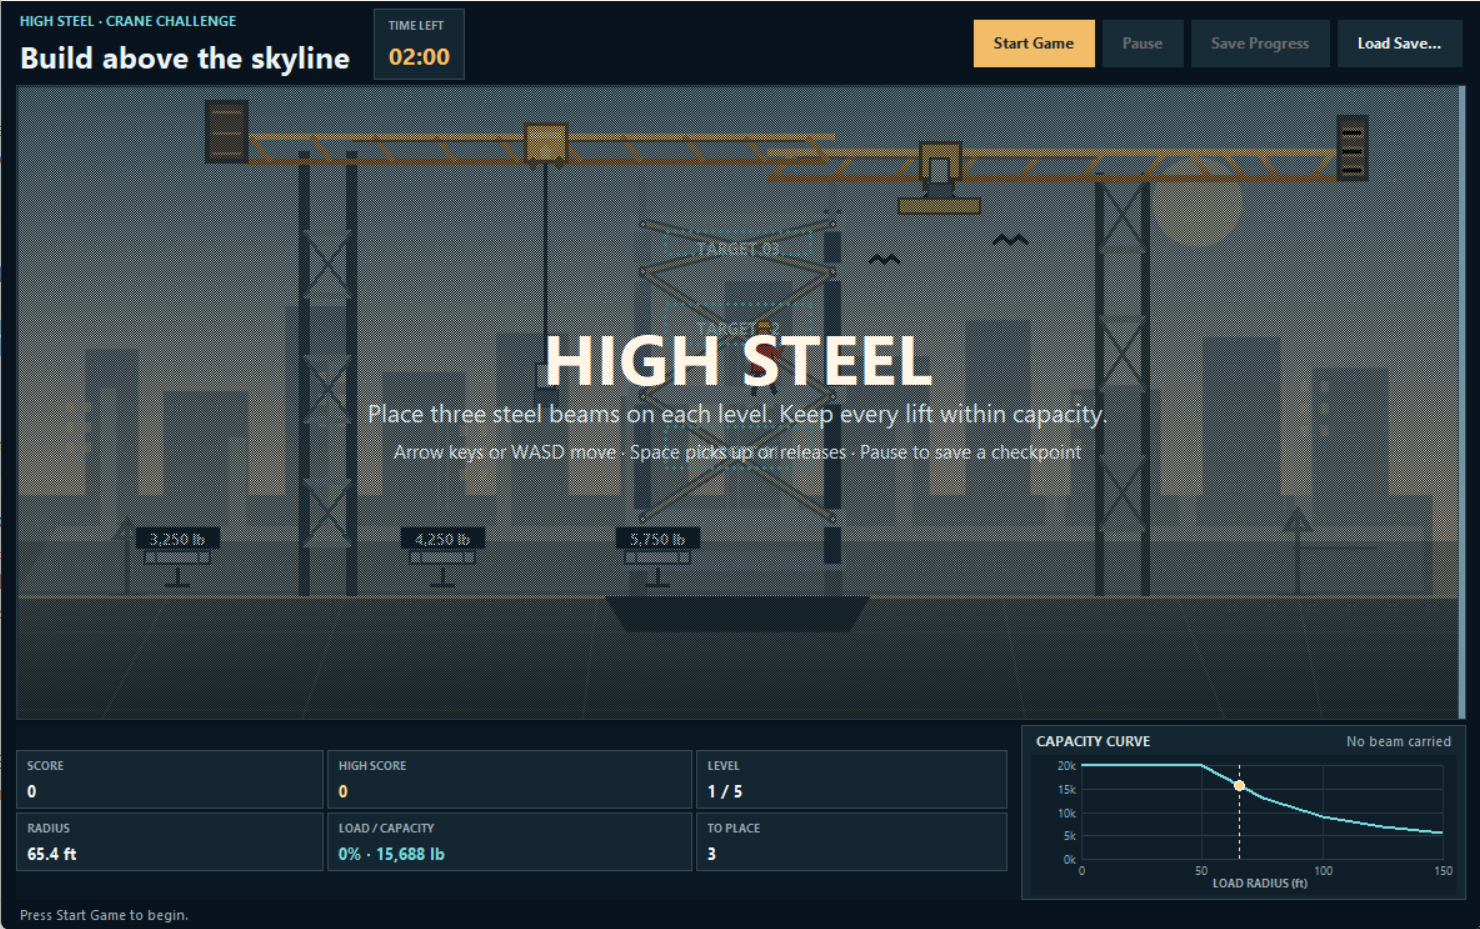 HIGH STEEL · CRANE CHALLENGE
Build above the skyline
TIME LEFT
02:00
Start Game
Pause
Save Progress
Load Save...
TARGET 03
TARGET 2
HIGH STEEL
Place three steel beams on each level. Keep every lift within capacity.
Arrow keys or WASD move · Space picks up or releases · Pause to save a checkpoint
3,250 lb
4,250 lb
5,750 lb
SCORE
0
HIGH SCORE
0
LEVEL
1 / 5
RADIUS
65.4 ft
LOAD / CAPACITY
0% · 15,688 lb
TO PLACE
3
CAPACITY CURVE
No beam carried
20k
15k
10k
5k
0k
0
50
100
150
LOAD RADIUS (ft)
Press Start Game to begin.